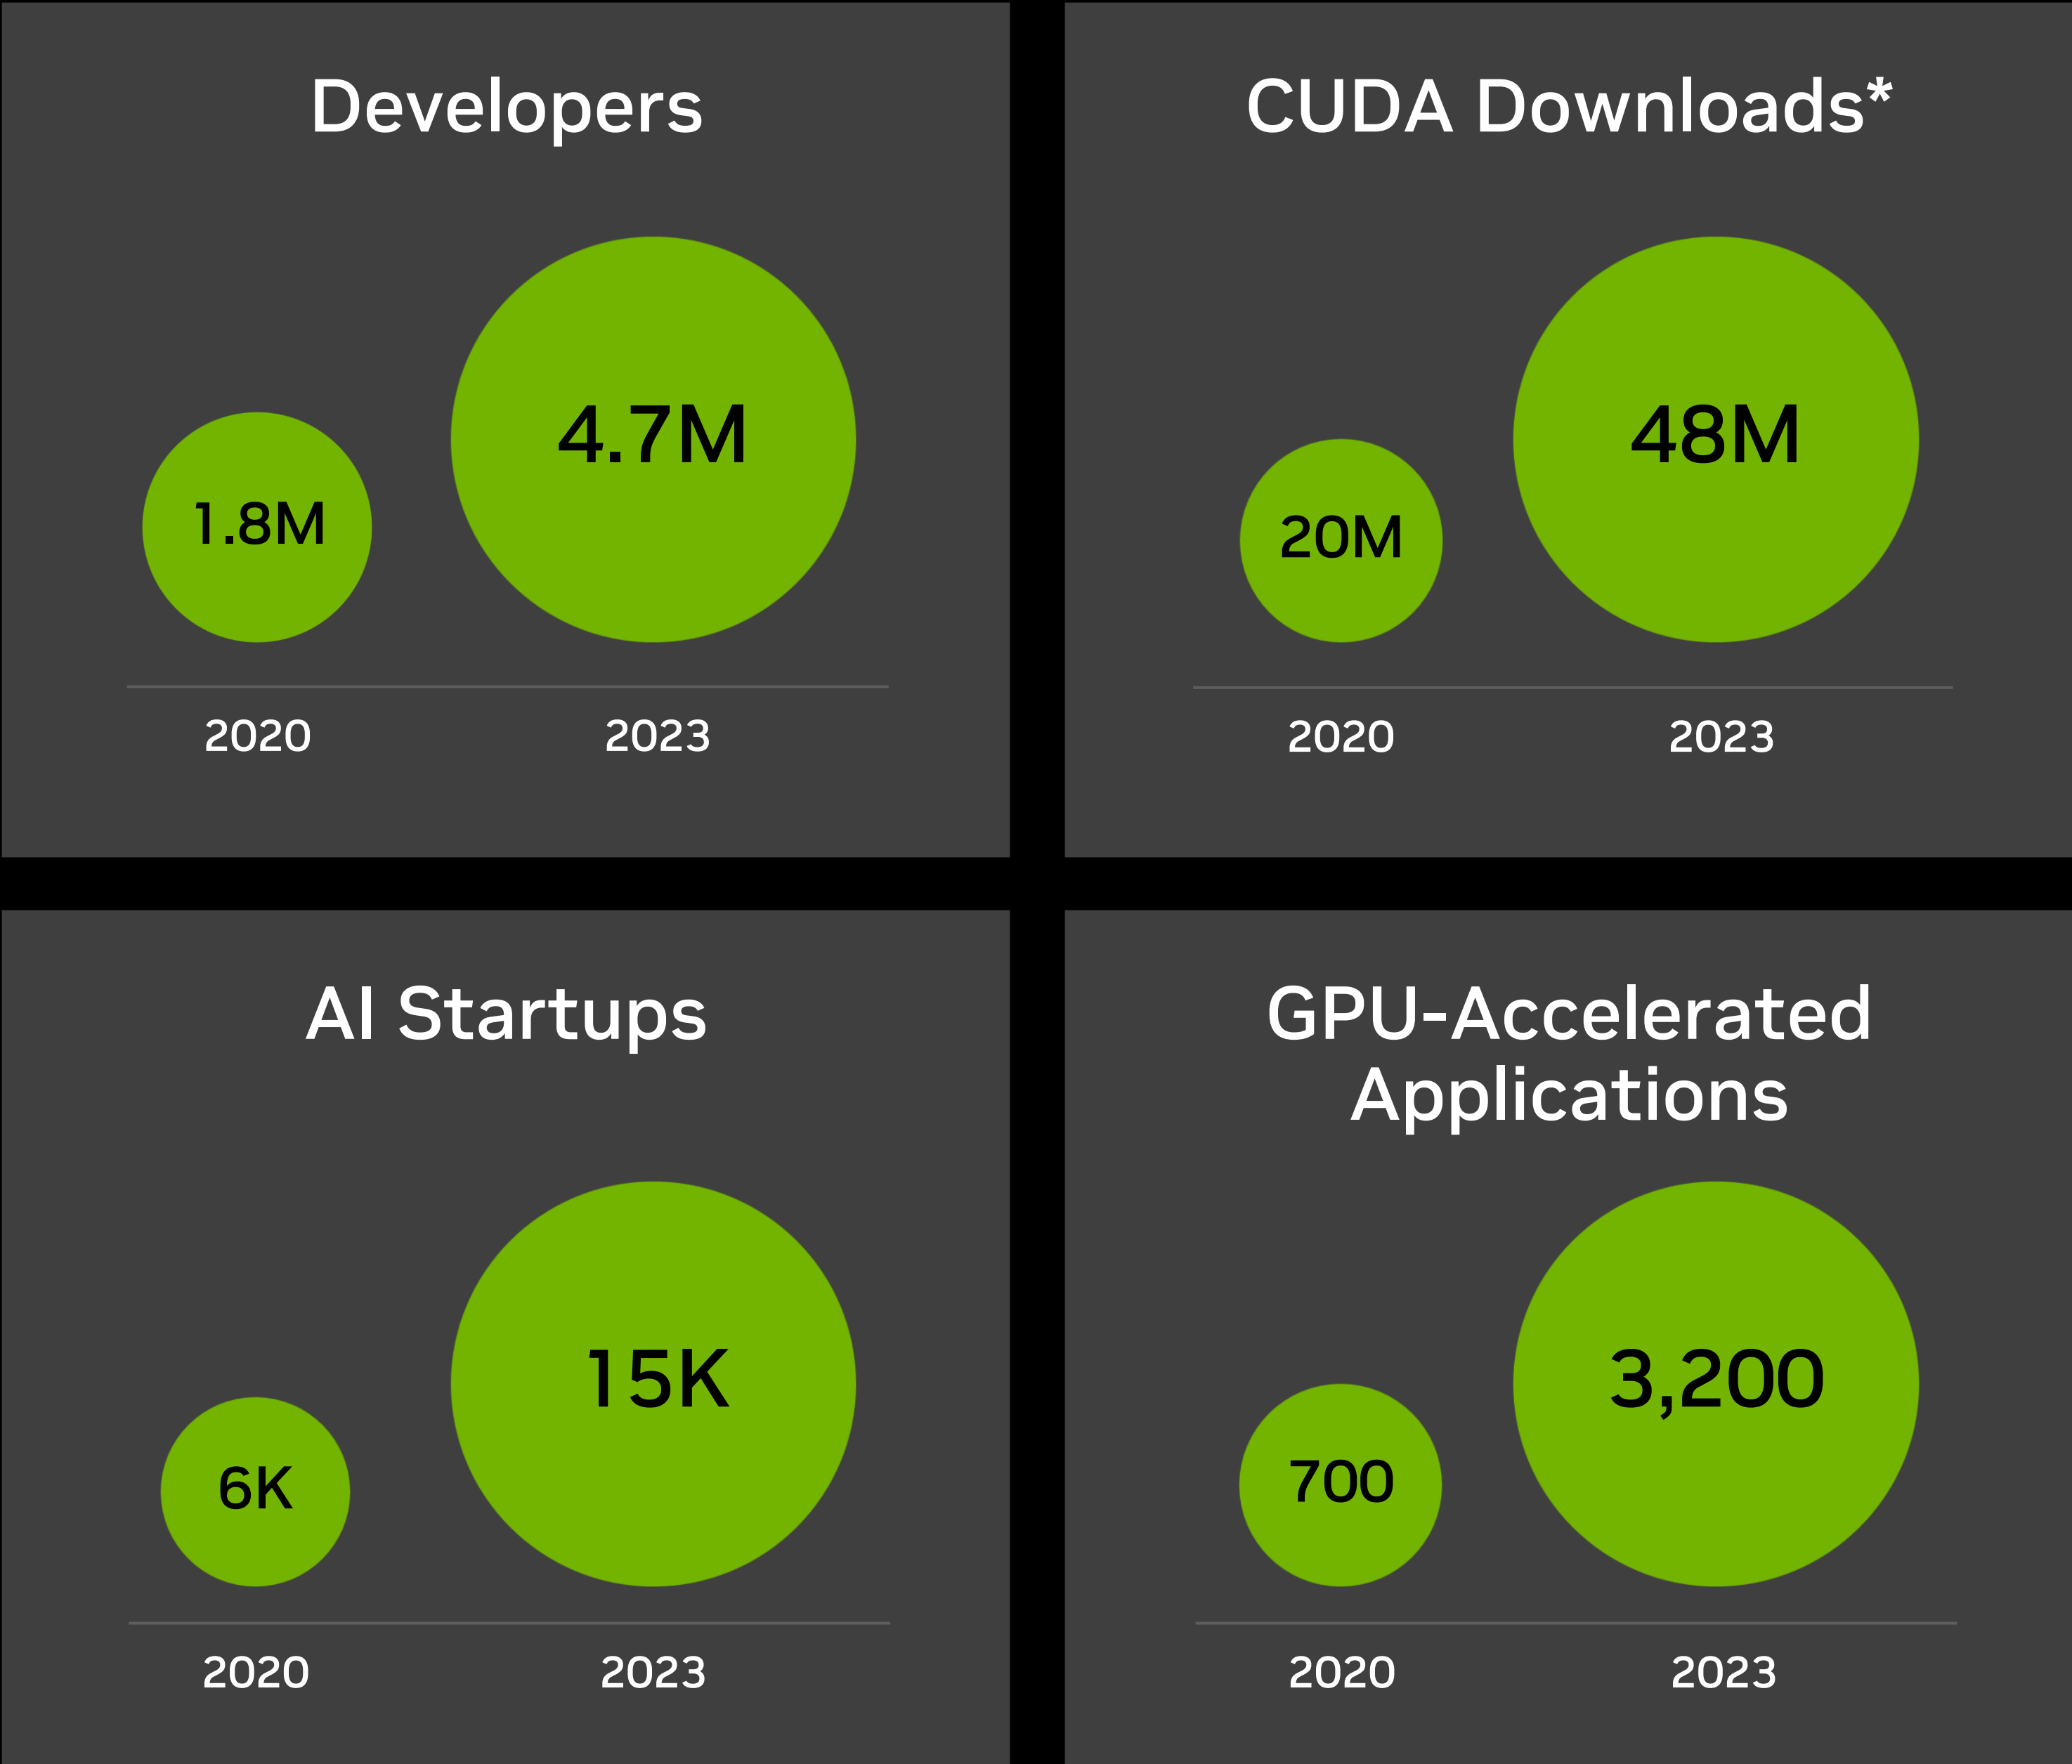 Developers
1.8M
4.7M
2020
2023
CUDA Downloads*
20M
48M
2020
2023
AI Startups
6K
15K
2020
2023
GPU-Accelerated
Applications
700
3,200
2020
2023